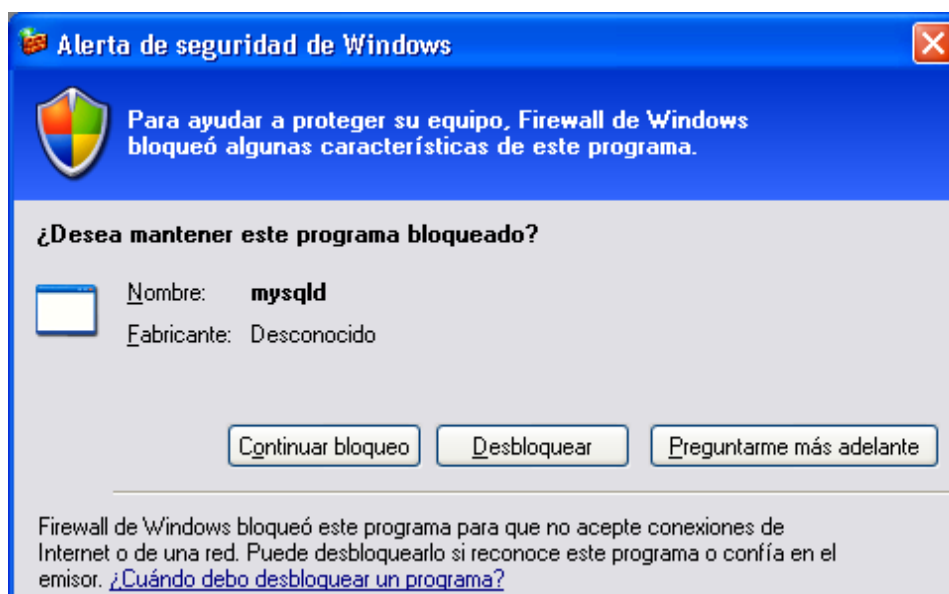 Alerta de seguridad de Windows
Para ayudar a proteger su equipo, Firewall de Windows
bloqueó algunas características de este programa.
¿Desea mantener este programa bloqueado?
Nombre: mysqld
Fabricante: Desconocido
Continuar bloqueo Desbloquear Preguntarme más adelante
Firewall de Windows bloqueó este programa para que no acepte conexiones de
Internet o de una red. Puede desbloquearlo si reconoce este programa o confía en el
emisor. ¿Cuándo debo desbloquear un programa?